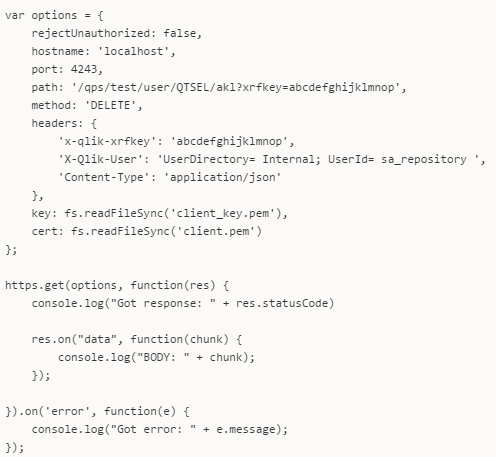 var options = {
    rejectUnauthorized: false,
    hostname: 'localhost',
    port: 4243,
    path: '/qps/test/user/QTSEL/akl?xrfkey=abcdefghijklmnop',
    method: 'DELETE',
    headers: {
        'x-qlik-xrfkey': 'abcdefghijklmnop',
        'X-Qlik-User': 'UserDirectory= Internal; UserId= sa_repository ',
        'Content-Type': 'application/json'
    },
    key: fs.readFileSync('client_key.pem'),
    cert: fs.readFileSync('client.pem')
};

https.get(options, function(res) {
    console.log("Got response: " + res.statusCode)

    res.on("data", function(chunk) {
        console.log("BODY: " + chunk);
    });

}).on('error', function(e) {
    console.log("Got error: " + e.message);
});